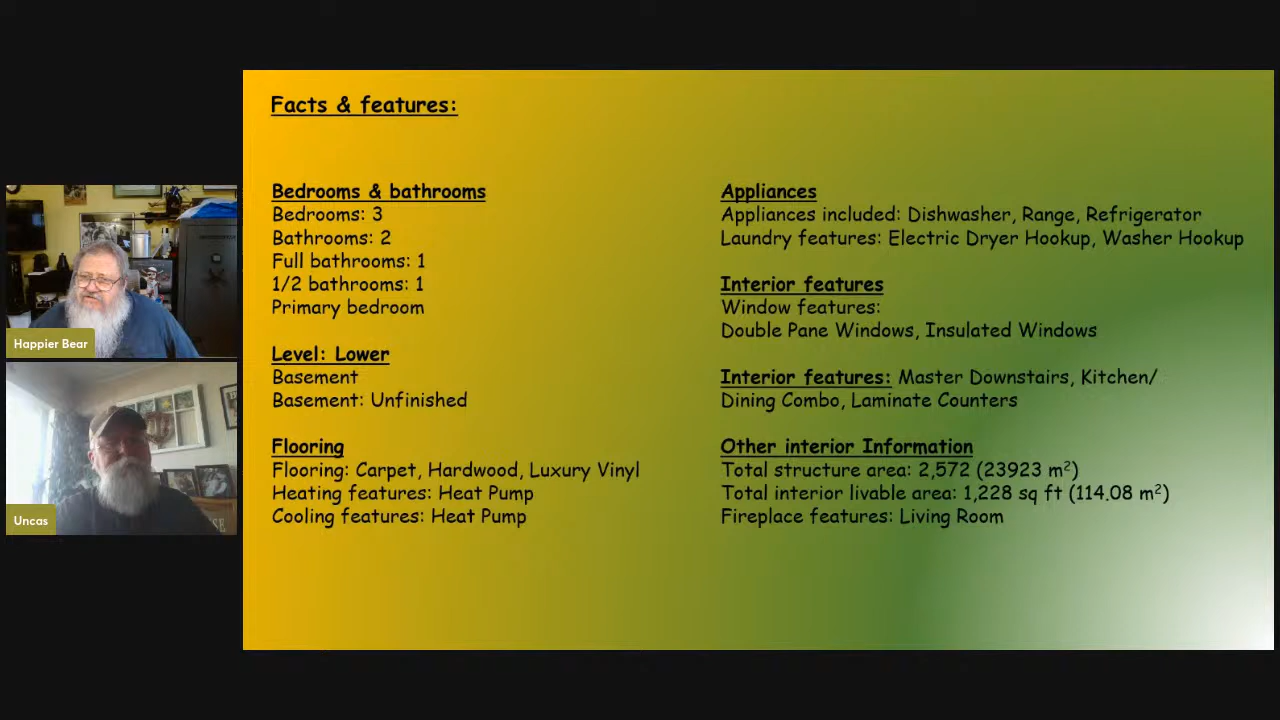 Facts & features:
Bedrooms & bathrooms
Bedrooms: 3
Bathrooms: 2
Full bathrooms: 1
1/2 bathrooms: 1
Primary bedroom
Level: Lower
Basement
Basement: Unfinished
Flooring
Flooring: Carpet, Hardwood, Luxury Vinyl
Heating features: Heat Pump
Cooling features: Heat Pump
Appliances
Appliances included: Dishwasher, Range, Refrigerator
Laundry features: Electric Dryer Hookup, Washer Hookup
Interior features
Window features:
Double Pane Windows, Insulated Windows
Interior features: Master Downstairs, Kitchen/
Dining Combo, Laminate Counters
Other interior Information
Total structure area: 2,572 (23923 m²)
Total interior livable area: 1,228 sq ft (114.08 m²)
Fireplace features: Living Room
Happier Bear
Uncas